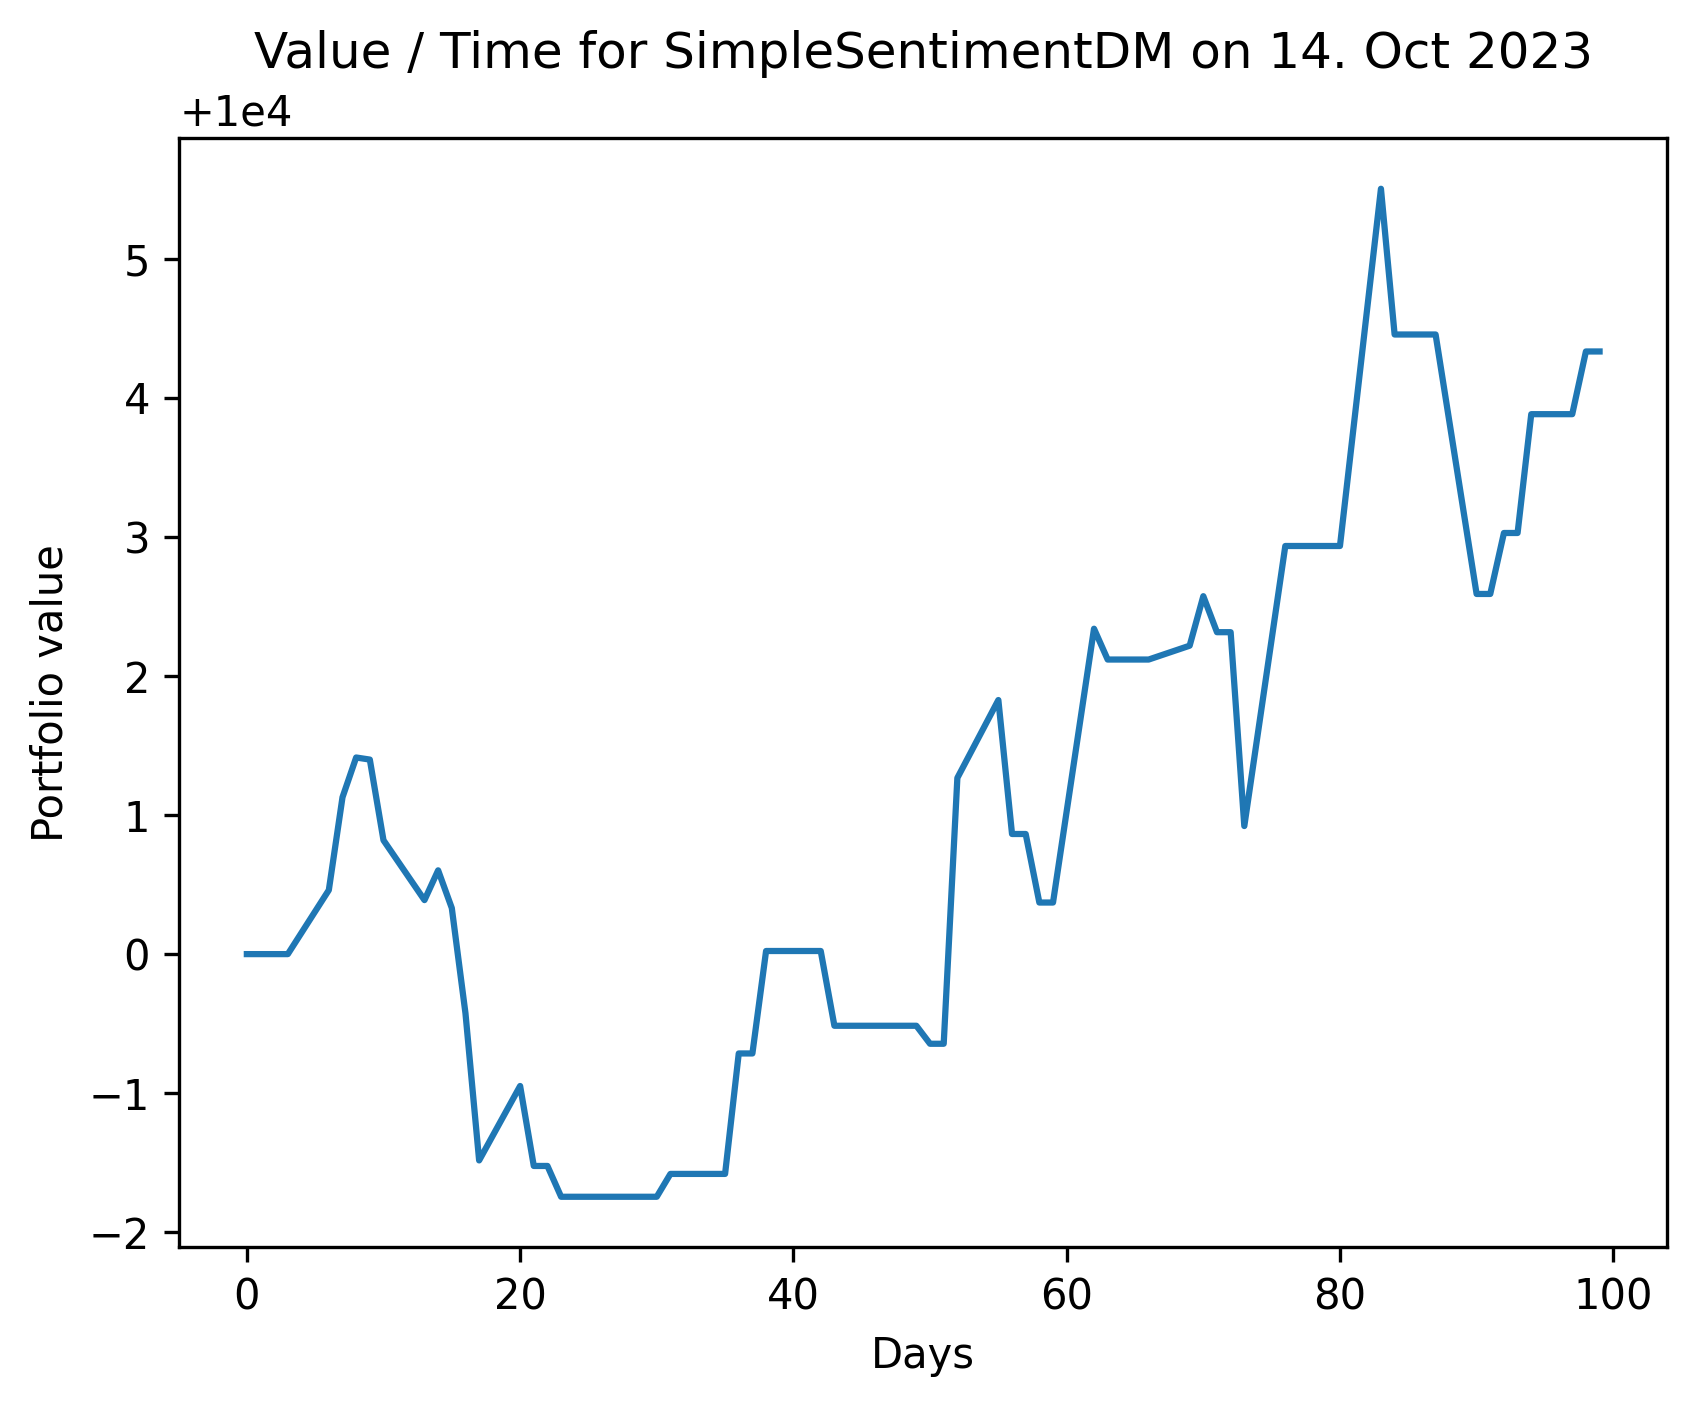 Value / Time for SimpleSentimentDM on 14. Oct 2023
+1e4
5
4
3
2
1
0
−1
−2
Portfolio value
0 20 40 60 80 100
Days